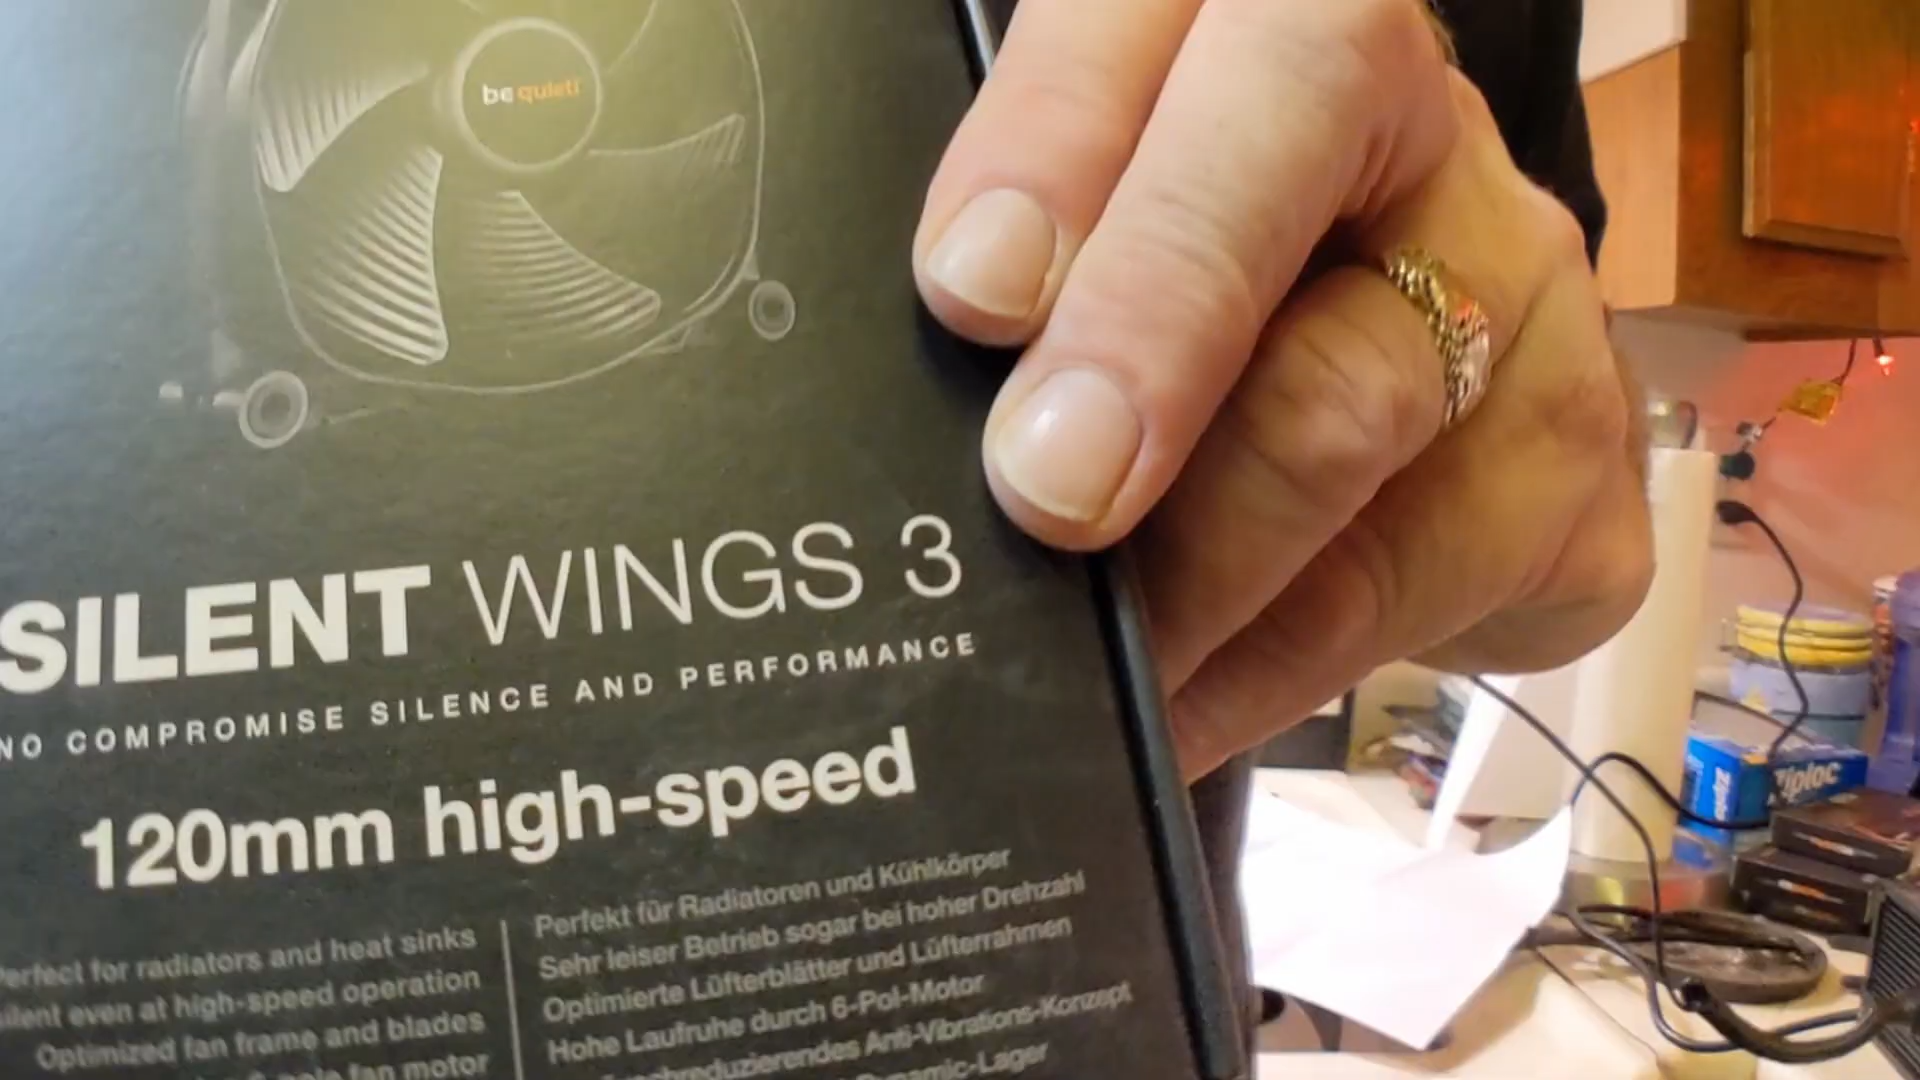 be quiet!
SILENT WINGS 3
NO COMPROMISE SILENCE AND PERFORMANCE
120mm high-speed
Perfect for radiators and heat sinks
Silent even at high-speed operation
Optimized fan frame and blades
fan motor
Perfekt für Radiatoren und Kühlkörper
Sehr leiser Betrieb sogar bei hoher Drehzahl
Optimierte Lüfterblätter und Lüfterrahmen
Hohe Laufruhe durch 6-Pol-Motor
Anti-Vibrations-Konzept
Ziploc